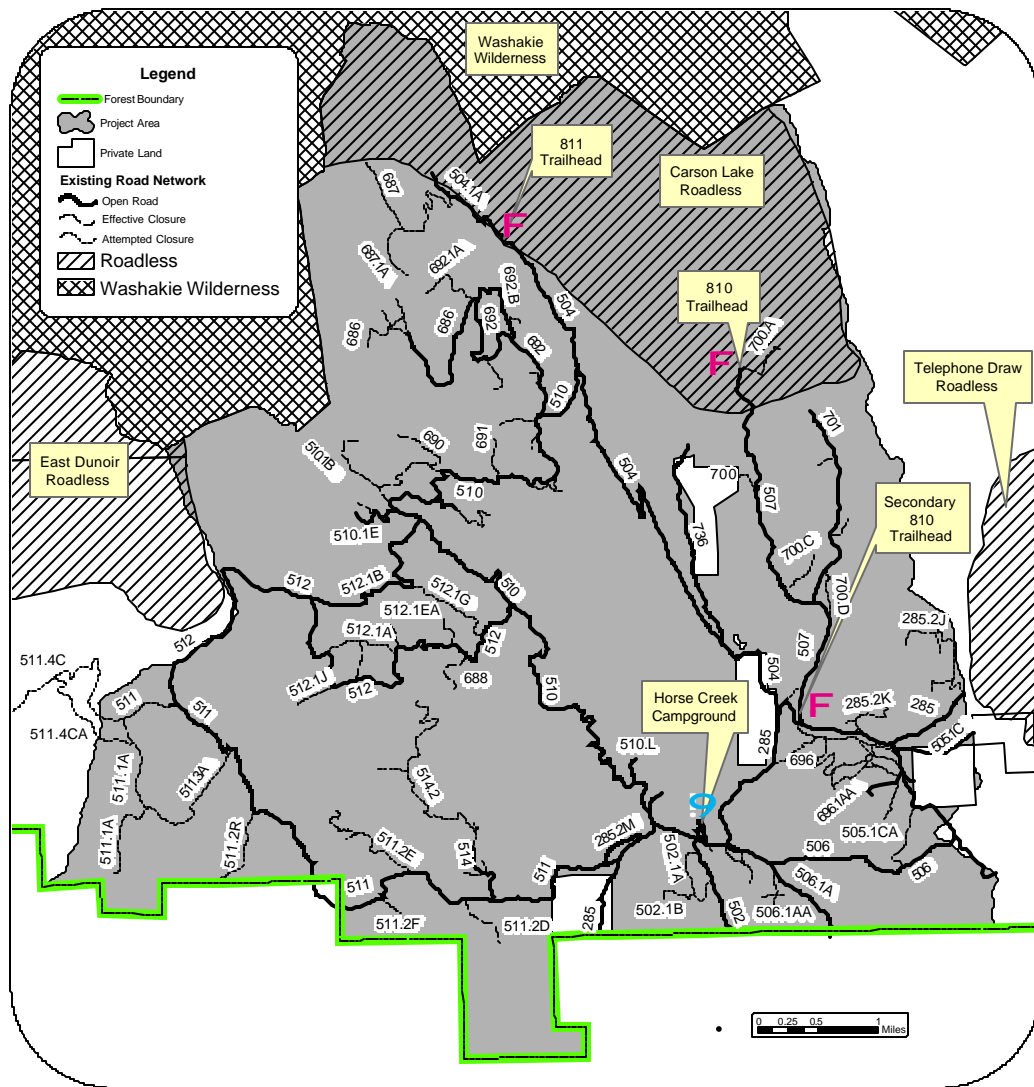 Washakie
Wilderness
Legend
Forest Boundary
Project Area
Private Land
Existing Road Network
Open Road
Effective Closure
Attempted Closure
Roadless
Washakie Wilderness
811
Trailhead
Carson Lake
Roadless
687
504.1A
F
687.1A
692.1A
692.B
504
810
Trailhead
686
686
692
692
700.A
F
Telephone Draw
Roadless
510
701
East Dunoir
Roadless
510.1B
690
691
504
700
510
507
Secondary
810
Trailhead
510.1E
736
700.C
512
512.1B
512.1G
510
700.D
512.1EA
285.2J
512
512.1A
512
507
511.4C
512.1J
512
688
504
511
511
510
Horse Creek
Campground
F
285.2K
285
511.4CA
285
505.1C
510.L
696
511.1A
511.3A
514.2
9
696.1AA
511.1A
511.2R
511.2E
514
285.2M
502.1A
505.1CA
506
506
511
511
506.1A
502.1B
502
506.1AA
511.2F
511.2D
285
0 0.25 0.5 1
Miles